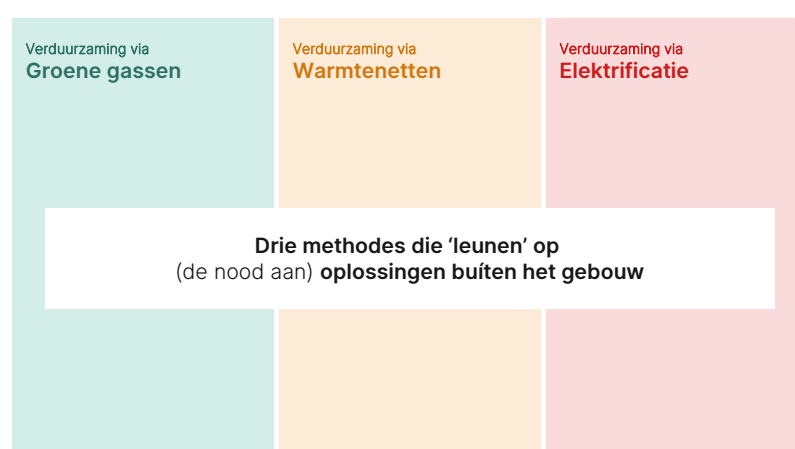 Verduurzaming via
Groene gassen
Verduurzaming via
Warmtenetten
Verduurzaming via
Elektrificatie
Drie methodes die ‘leunen’ op
(de nood aan) oplossingen buíten het gebouw